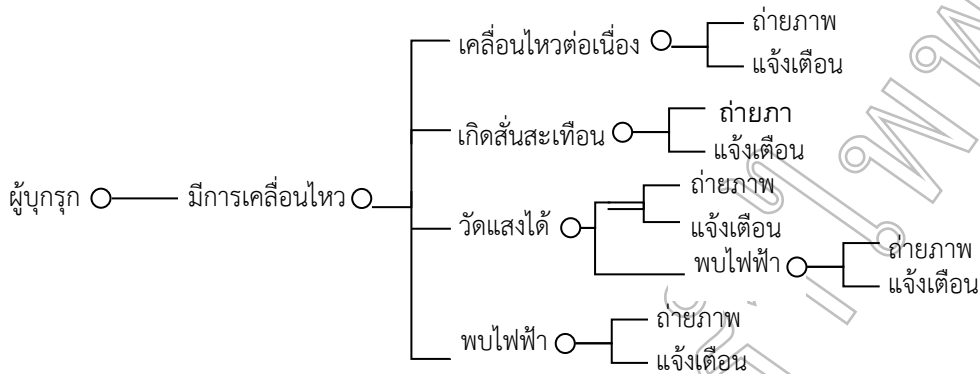 ถ่ายภาพ
เคลื่อนไหวต่อเนื่อง
แจ้งเตือน
ถ่ายภา
เกิดสั่นสะเทือน
แจ้งเตือน
ถ่ายภาพ
ผู้บุกรุก มีการเคลื่อนไหว
วัดแสงได้ แจ้งเตือน
ถ่ายภาพ
พบไฟฟ้า
แจ้งเตือน
ถ่ายภาพ
พบไฟฟ้า
แจ้งเตือน